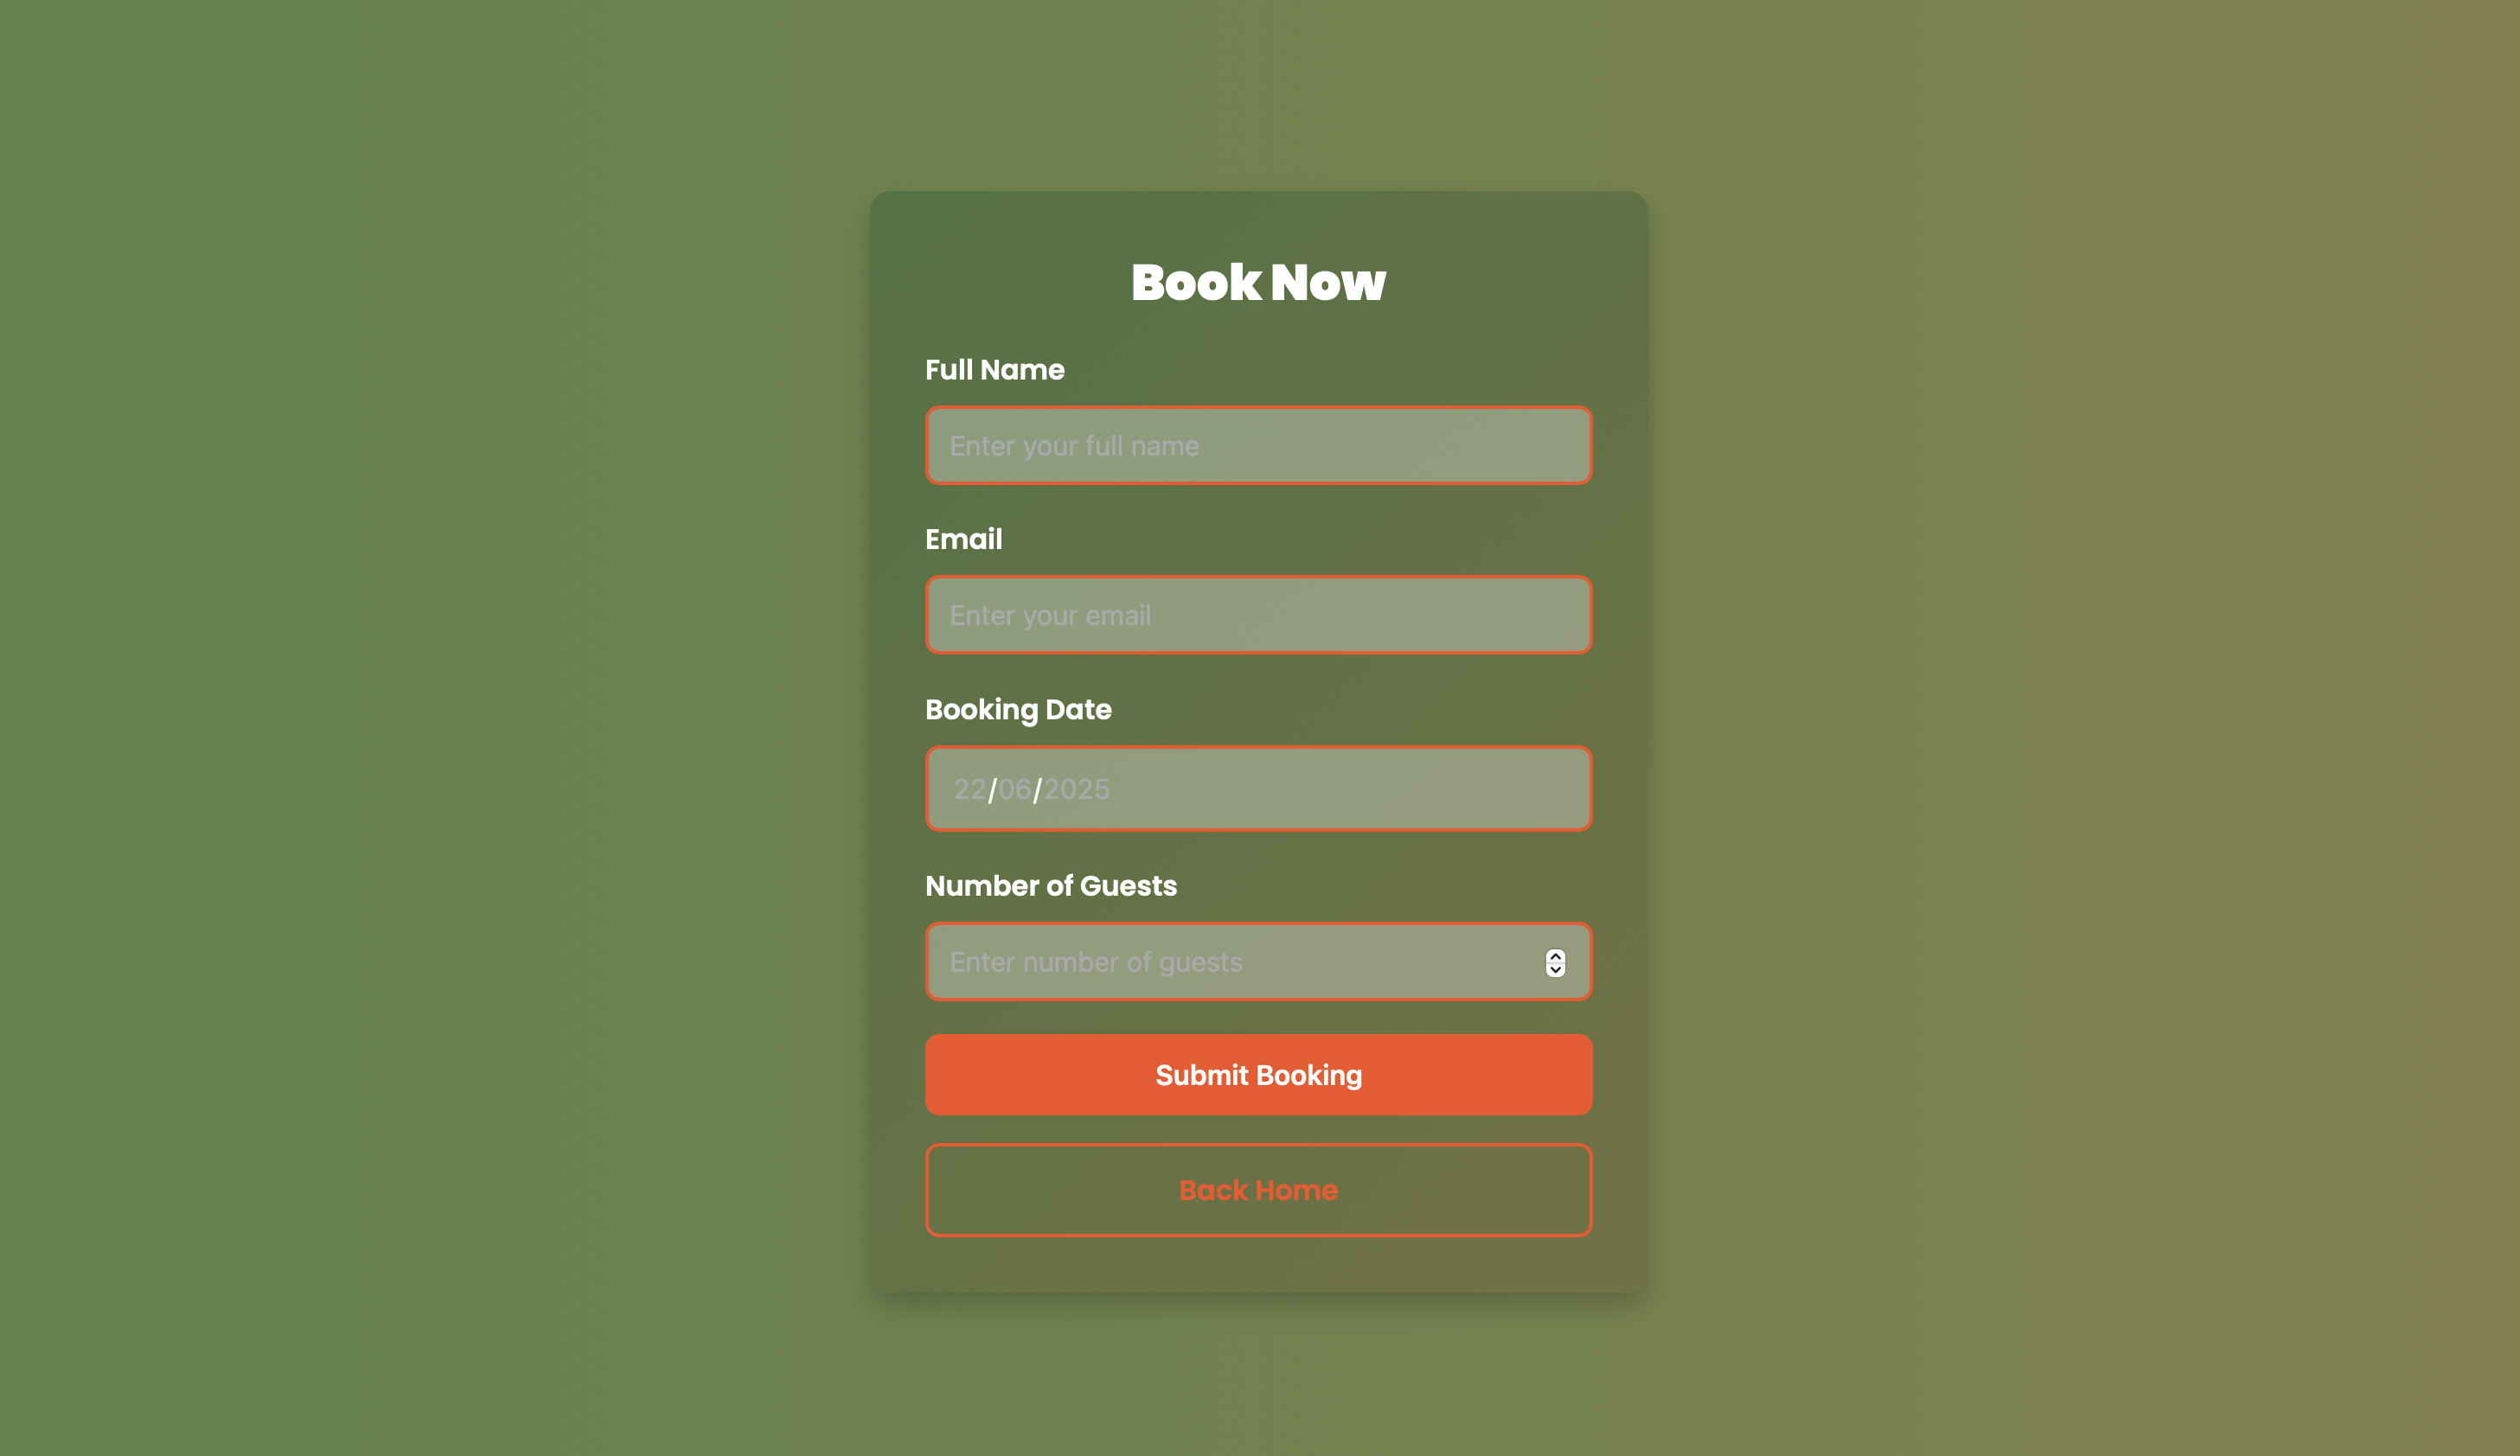 Book Now
Full Name
Enter your full name
Email
Enter your email
Booking Date
22/06/2025
Number of Guests
Enter number of guests
Submit Booking
Back Home